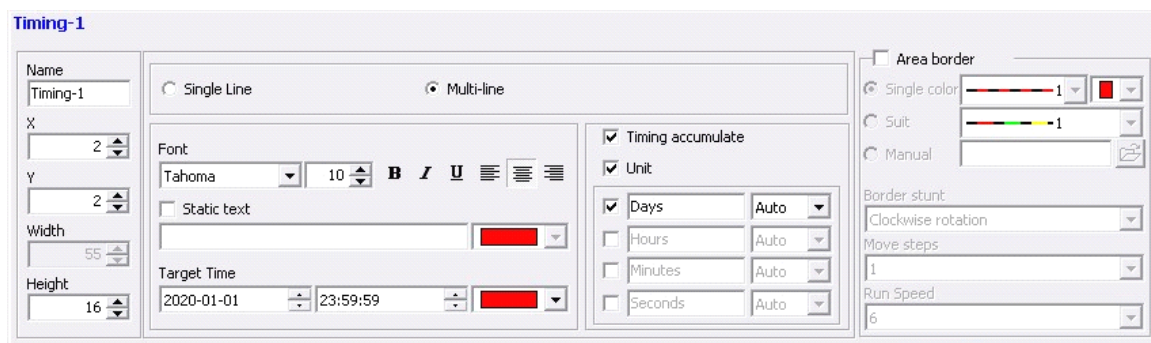 Timing-1
Name
Timing-1
X
2
Y
2
Width
55
Height
16
Single Line
Multi-line
Font
Tahoma
10
B I U
Static text
Target Time
2020-01-01
23:59:59
Timing accumulate
Unit
Days Auto
Hours Auto
Minutes Auto
Seconds Auto
Area border
Single color 1
Suit 1
Manual
Border stunt
Clockwise rotation
Move steps
1
Run Speed
6